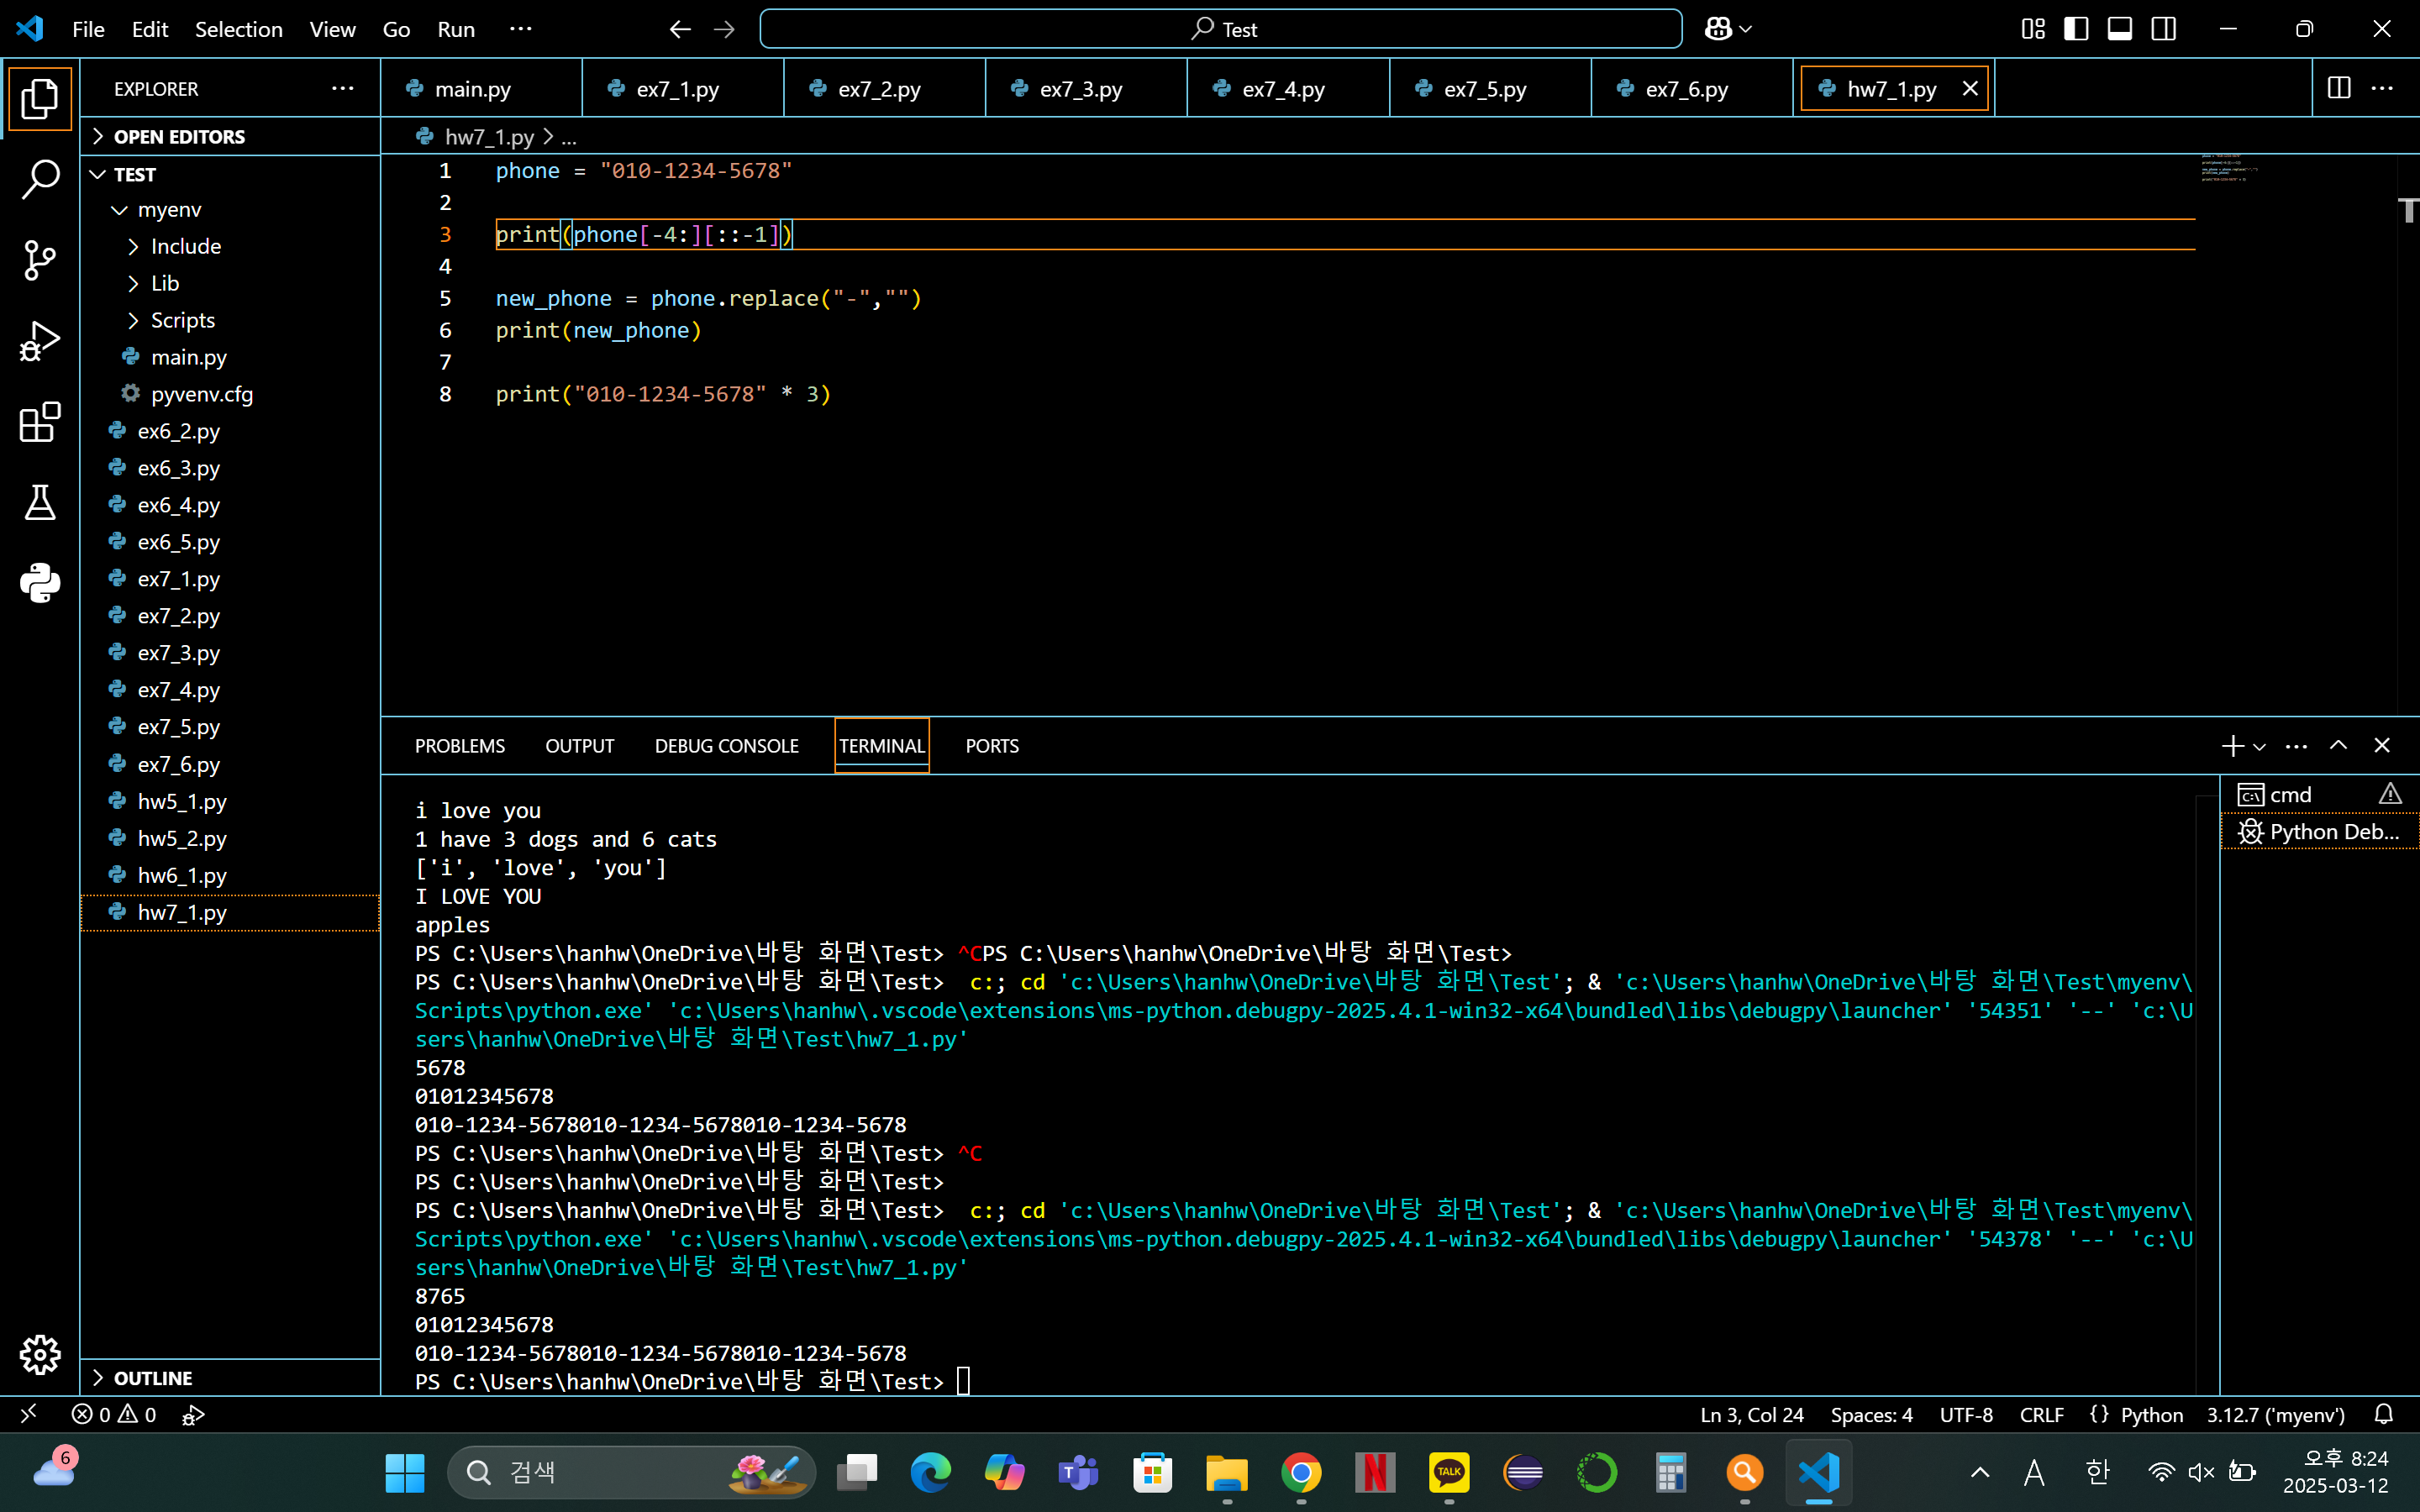 File Edit Selection View Go Run ···
Test
EXPLORER ···
main.py ex7_1.py ex7_2.py ex7_3.py ex7_4.py ex7_5.py ex7_6.py hw7_1.py
OPEN EDITORS
TEST
myenv
Include
Lib
Scripts
main.py
pyvenv.cfg
ex6_2.py
ex6_3.py
ex6_4.py
ex6_5.py
ex7_1.py
ex7_2.py
ex7_3.py
ex7_4.py
ex7_5.py
ex7_6.py
hw5_1.py
hw5_2.py
hw6_1.py
hw7_1.py
OUTLINE
hw7_1.py > ...
1 phone = "010-1234-5678"
2
3 print(phone[-4:][::-1])
4
5 new_phone = phone.replace("-","")
6 print(new_phone)
7
8 print("010-1234-5678" * 3)
PROBLEMS OUTPUT DEBUG CONSOLE TERMINAL PORTS
cmd
Python Deb...
i love you
1 have 3 dogs and 6 cats
['i', 'love', 'you']
I LOVE YOU
apples
PS C:\Users\hanhw\OneDrive\바탕 화면\Test> ^CPS C:\Users\hanhw\OneDrive\바탕 화면\Test>
PS C:\Users\hanhw\OneDrive\바탕 화면\Test>  c:; cd 'c:\Users\hanhw\OneDrive\바탕 화면\Test'; & 'c:\Users\hanhw\OneDrive\바탕 화면\Test\myenv\
Scripts\python.exe' 'c:\Users\hanhw\.vscode\extensions\ms-python.debugpy-2025.4.1-win32-x64\bundled\libs\debugpy\launcher' '54351' '--' 'c:\U
sers\hanhw\OneDrive\바탕 화면\Test\hw7_1.py'
5678
01012345678
010-1234-5678010-1234-5678010-1234-5678
PS C:\Users\hanhw\OneDrive\바탕 화면\Test> ^C
PS C:\Users\hanhw\OneDrive\바탕 화면\Test>
PS C:\Users\hanhw\OneDrive\바탕 화면\Test>  c:; cd 'c:\Users\hanhw\OneDrive\바탕 화면\Test'; & 'c:\Users\hanhw\OneDrive\바탕 화면\Test\myenv\
Scripts\python.exe' 'c:\Users\hanhw\.vscode\extensions\ms-python.debugpy-2025.4.1-win32-x64\bundled\libs\debugpy\launcher' '54378' '--' 'c:\U
sers\hanhw\OneDrive\바탕 화면\Test\hw7_1.py'
8765
01012345678
010-1234-5678010-1234-5678010-1234-5678
PS C:\Users\hanhw\OneDrive\바탕 화면\Test>
0 0 Ln 3, Col 24 Spaces: 4 UTF-8 CRLF {} Python 3.12.7 ('myenv')
6
검색
TALK
A 한
오후 8:24
2025-03-12